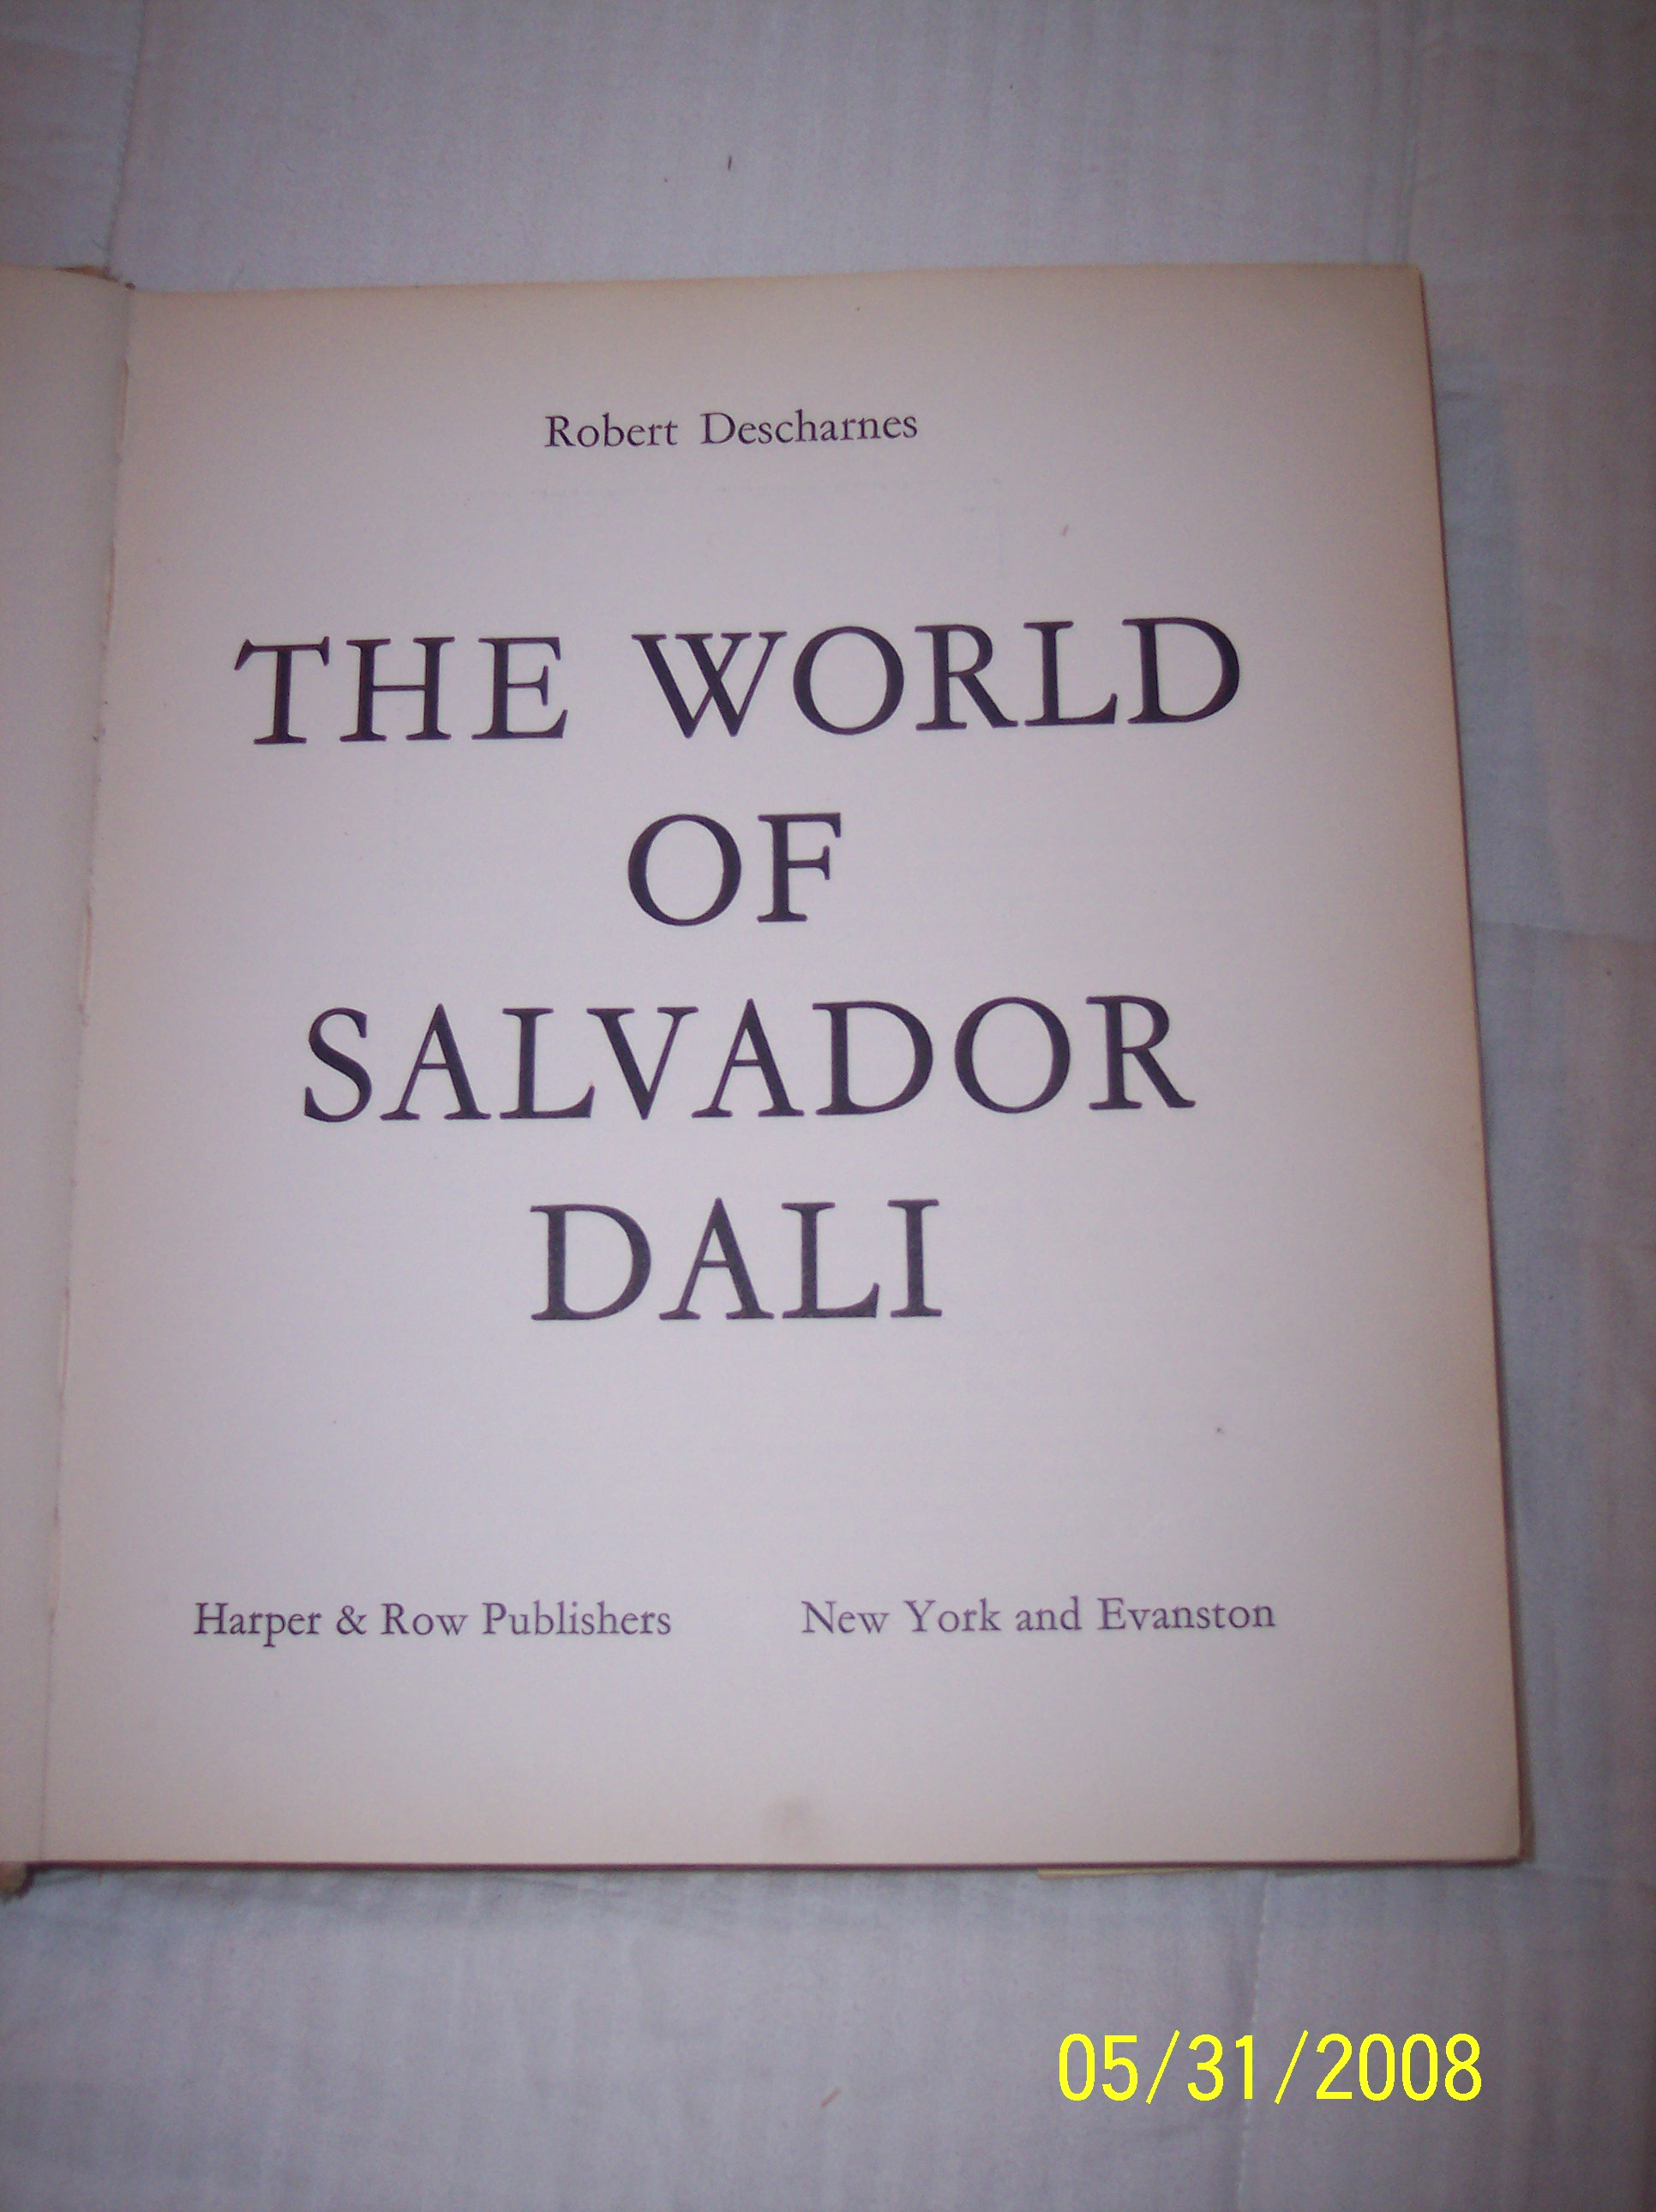 Robert Descharnes
THE WORLD
OF
SALVADOR
DALI
Harper & Row Publishers New York and Evanston
05/31/2008